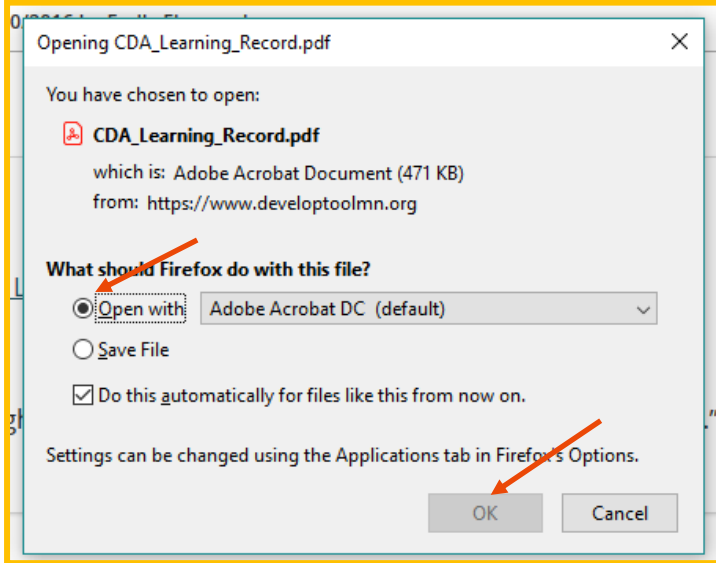 Opening CDA_Learning_Record.pdf
You have chosen to open:
CDA_Learning_Record.pdf
which is: Adobe Acrobat Document (471 KB)
from: https://www.developtoolmn.org
What should Firefox do with this file?
Open with Adobe Acrobat DC (default)
Save File
Do this automatically for files like this from now on.
Settings can be changed using the Applications tab in Firefox's Options.
OK Cancel